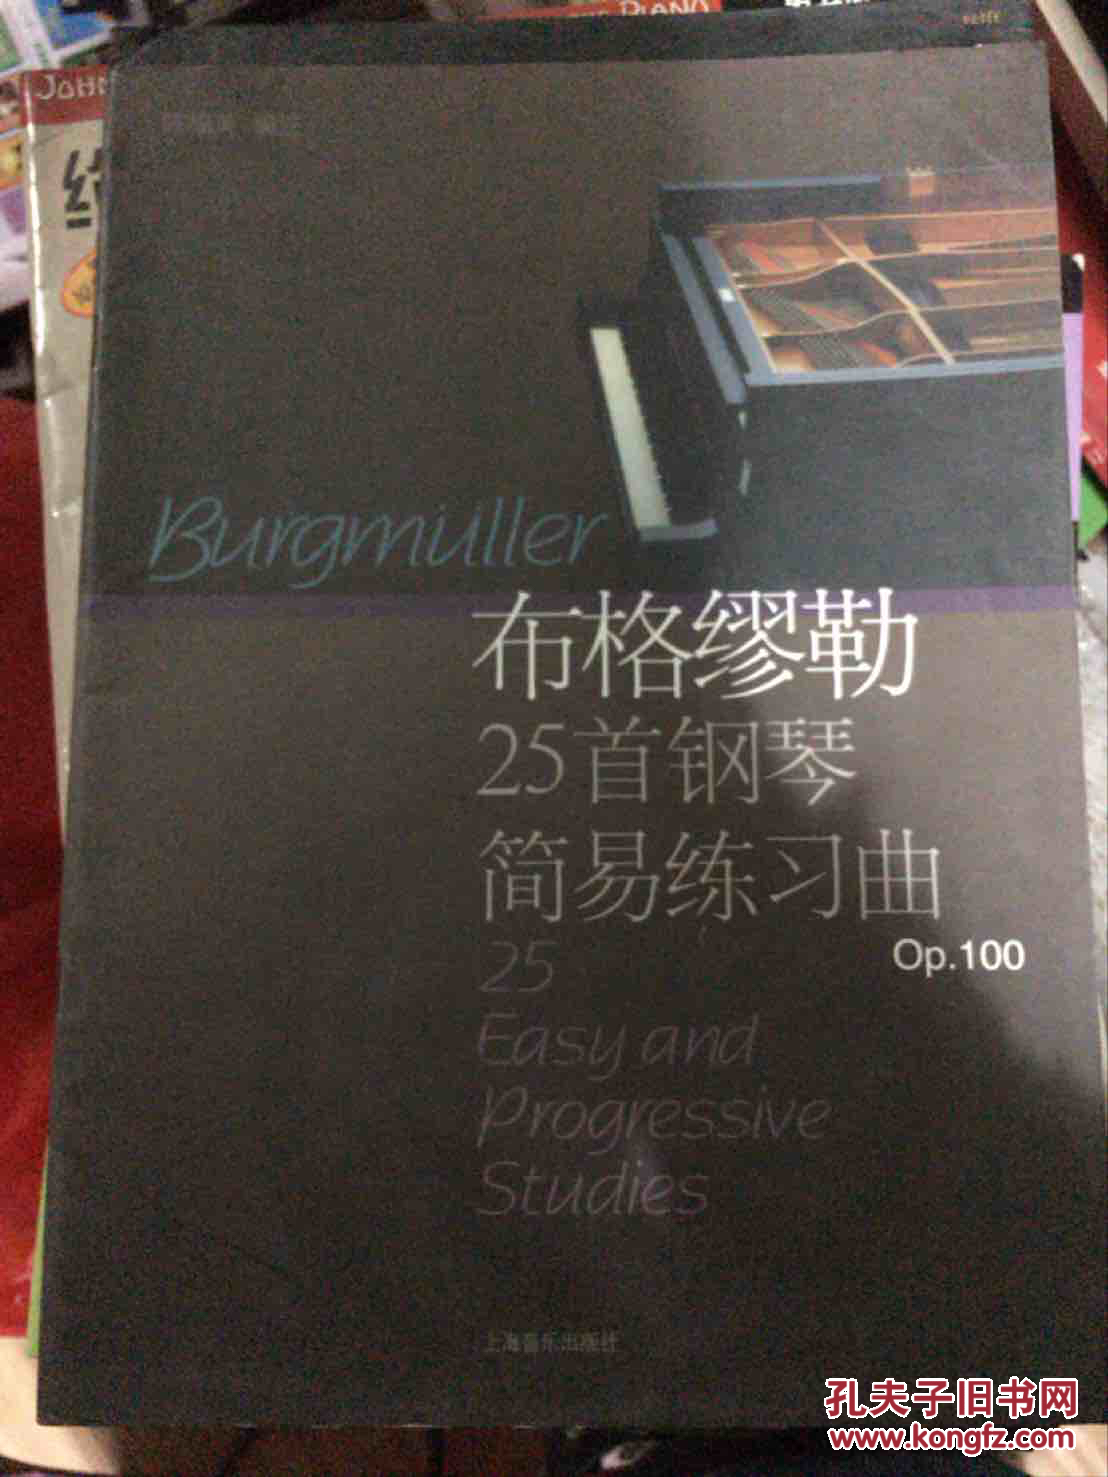 PIANO
JOHN
Burgmüller
布格缪勒
25首钢琴
简易练习曲
Op.100
25
Easy and
Progressive
Studies
上海音乐出版社
孔夫子旧书网
www.kongfz.com